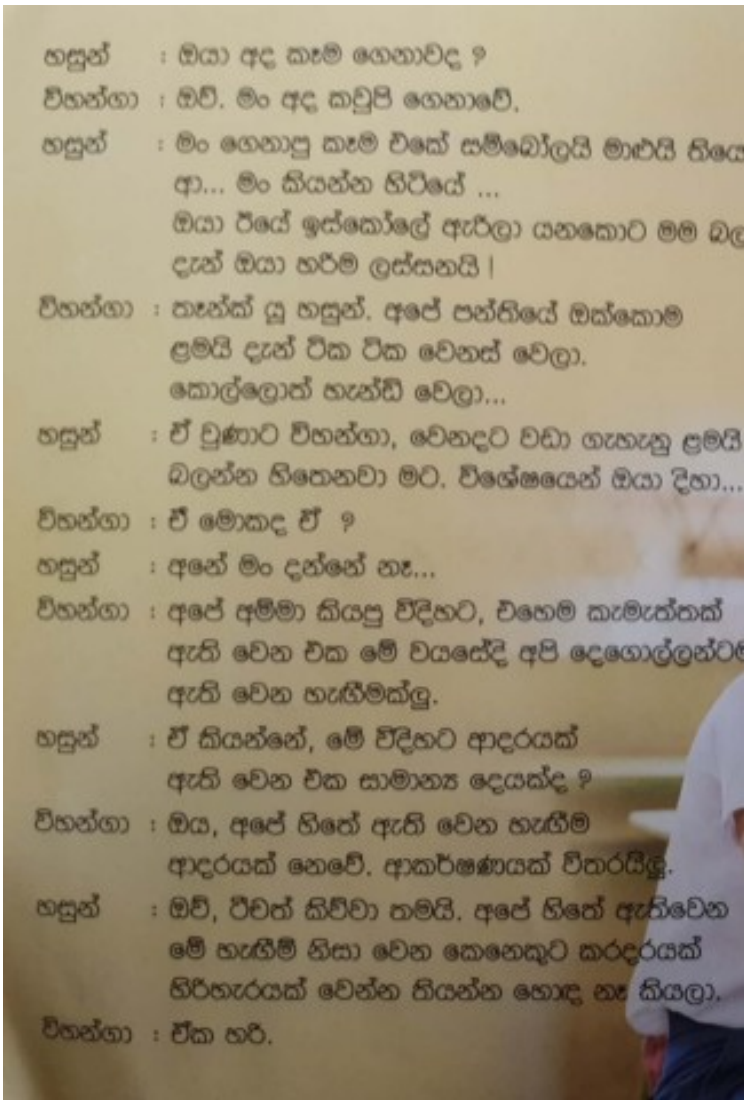 හසුන් : ඔයා අද කෑම ගෙනාවද ?
විහන්ගා : ඔව්. මං අද කවුපි ගෙනාවේ.
හසුන් : මං ගෙනාපු කෑම එකේ සම්බෝලයි මාළුයි
ආ... මං කියන්න හිටියේ ...
ඔයා ඊයේ ඉස්කෝලේ ඇරිලා යනකොට මම
දැන් ඔයා හරිම ලස්සනයි |
විහන්ගා : තෑන්ක් යූ හසුන්. අපේ පන්තියේ ඔක්කොම
ළමයි දැන් ටික ටික වෙනස් වෙලා.
කොල්ලොත් හැන්ඩි වෙලා...
හසුන් : ඒ වුණාට විහන්ගා, වෙනදට වඩා ගැහැනු ළමයි
බලන්න හිතෙනවා මට. විශේෂයෙන් ඔයා දිහා...
විහන්ගා : ඒ මොකද ඒ ?
හසුන් : අනේ මං දන්නේ නෑ...
විහන්ගා : අපේ අම්මා කියපු විදිහට, එහෙම කැමැත්තක්
ඇති වෙන එක මේ වයසේදි අපි
ඇති වෙන හැඟීමක්ලු.
හසුන් : ඒ කියන්නේ, මේ විදිහට ආදරයක්
ඇති වෙන එක සාමාන්‍ය දෙයක්ද ?
විහන්ගා : ඔය, අපේ හිතේ ඇති වෙන හැඟීම
ආදරයක් නෙවේ. ආකර්ෂණයක් විතරයිලු.
හසුන් : ඔව්, ටීචත් කිව්වා තමයි. අපේ හිතේ ඇතිවෙන
මේ හැඟීම් නිසා වෙන කෙනෙකුට කරදරයක්
හිරිහැරයක් වෙන්න තියන්න හොඳ නෑ කියලා.
විහන්ගා : ඒක හරි.